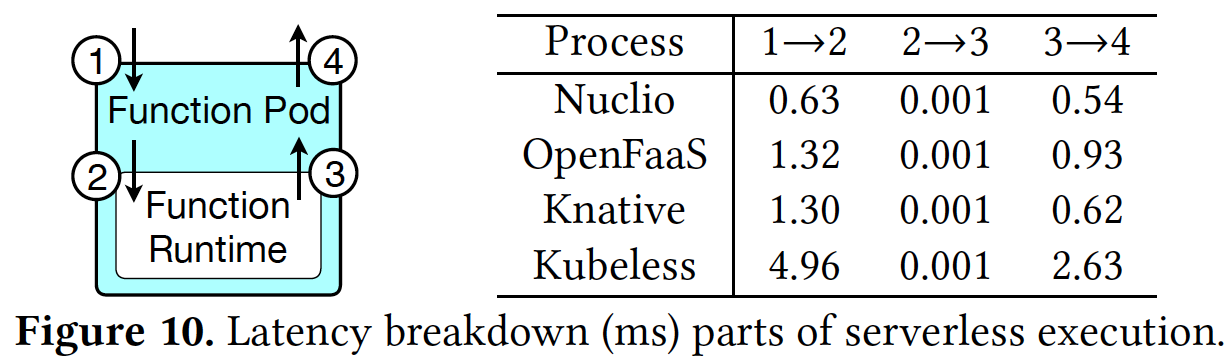 1 4
Function Pod
2 3
Function
Runtime
Process 1→2 2→3 3→4
Nuclio 0.63 0.001 0.54
OpenFaaS 1.32 0.001 0.93
Knative 1.30 0.001 0.62
Kubeless 4.96 0.001 2.63
Figure 10. Latency breakdown (ms) parts of serverless execution.